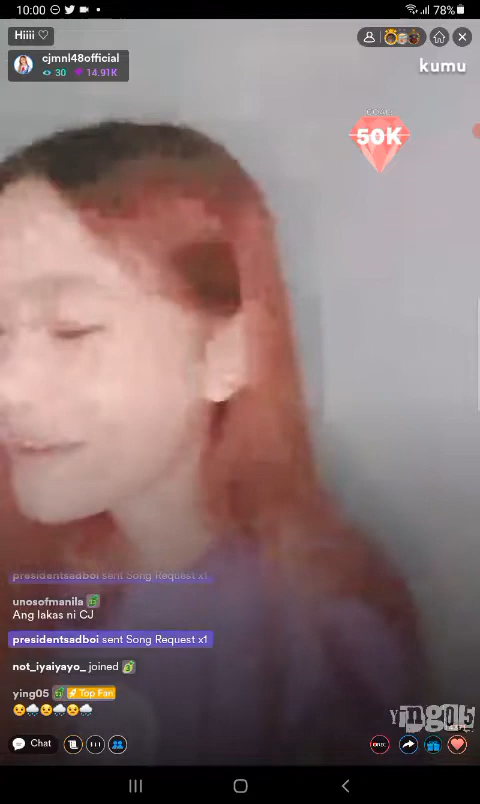 10:00
78%
Hiiii ♡
cjmnl48official
30 14.91K
kumu
50K
presidentsadboi sent Song Request x1
unosofmanila
Ang lakas ni CJ
presidentsadboi sent Song Request x1
not_iyaiyayo_ joined
ying05 Top Fan
😣🌧😣🌧😣🌧
Ying05
Chat